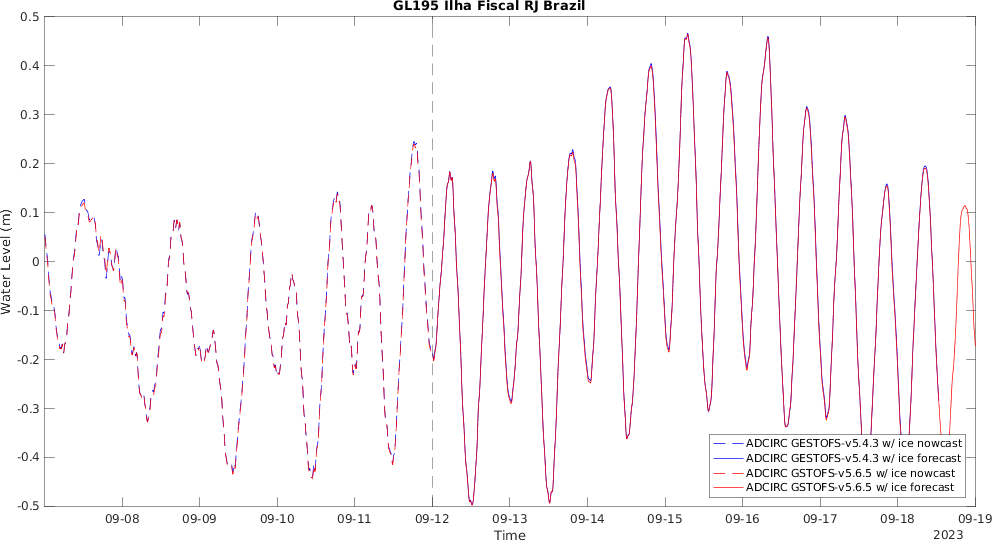 GL195 Ilha Fiscal RJ Brazil
0.5
0.4
0.3
0.2
0.1
0
-0.1
-0.2
-0.3
-0.4
-0.5
Water Level (m)
ADCIRC GESTOFS-v5.4.3 w/ ice nowcast
ADCIRC GESTOFS-v5.4.3 w/ ice forecast
ADCIRC GSTOFS-v5.6.5 w/ ice nowcast
ADCIRC GSTOFS-v5.6.5 w/ ice forecast
09-08 09-09 09-10 09-11 09-12 09-13 09-14 09-15 09-16 09-17 09-18 09-19
Time
2023